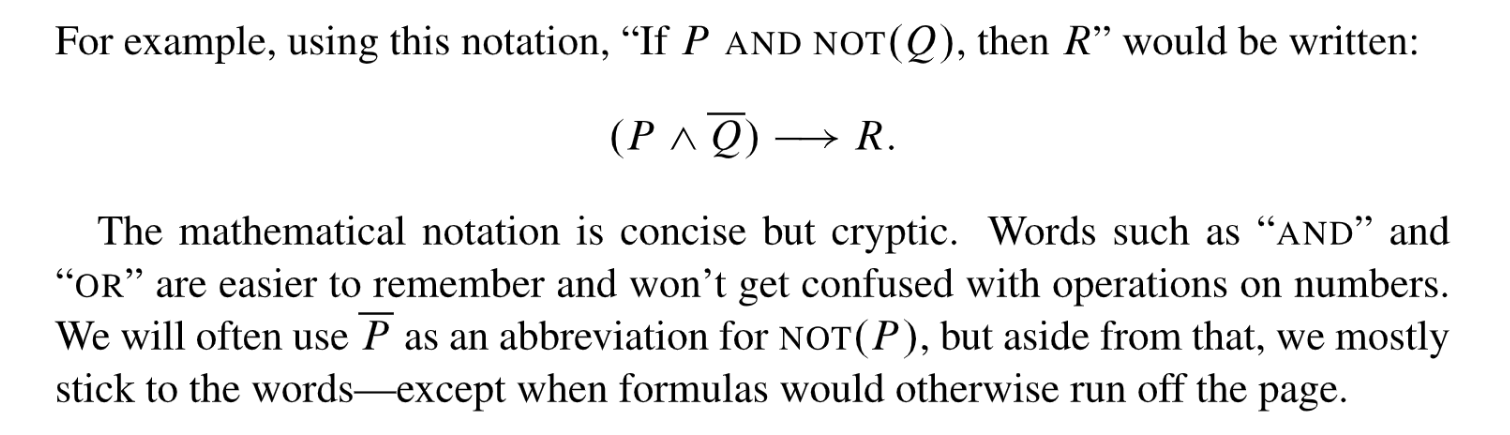 For example, using this notation, “If P AND NOT(Q), then R” would be written:
(P ∧ Q̅) ⟶ R.
The mathematical notation is concise but cryptic. Words such as “AND” and
“OR” are easier to remember and won’t get confused with operations on numbers.
We will often use P̅ as an abbreviation for NOT(P), but aside from that, we mostly
stick to the words—except when formulas would otherwise run off the page.